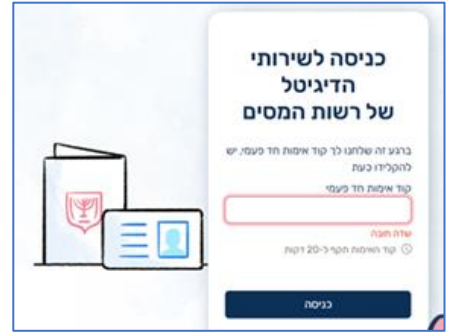 כניסה לשירותי
הדיגיטל
של רשות המסים
ברגע זה שלחנו לך קוד אימות חד פעמי, יש
להקלידו כעת
קוד אימות חד פעמי
שדה חובה
קוד האימות תקף ל-20 דקות
כניסה